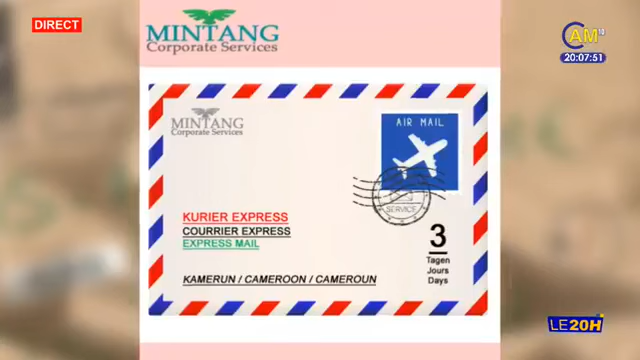 DIRECT
MINTANG
Corporate Services
CAM10
20:07:51
MINTANG
Corporate Services
AIR MAIL
SERVICE
KURIER EXPRESS
COURRIER EXPRESS
EXPRESS MAIL
3
Tagen
Jours
Days
KAMERUN / CAMEROON / CAMEROUN
LE20H